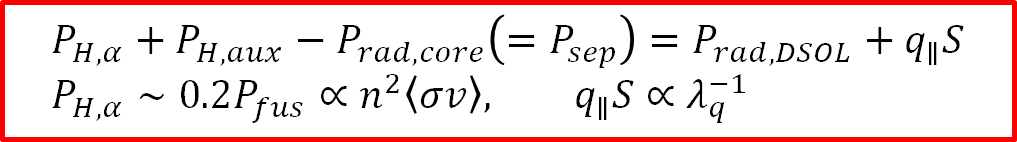 P_{H,α} + P_{H,aux} − P_{rad,core}(= P_{sep}) = P_{rad,DSOL} + q_∥S
P_{H,α} ~ 0.2P_{fus} ∝ n²⟨σv⟩, q_∥S ∝ λ_q^{−1}